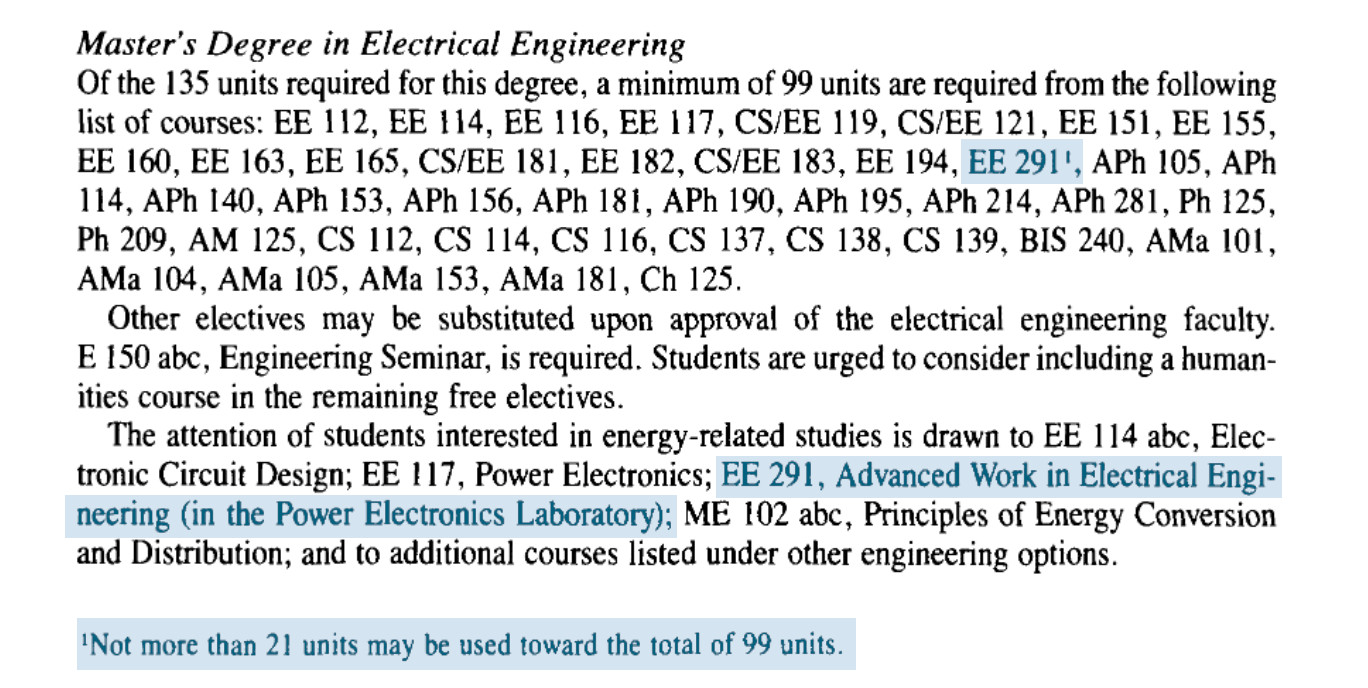 Master's Degree in Electrical Engineering
Of the 135 units required for this degree, a minimum of 99 units are required from the following
list of courses: EE 112, EE 114, EE 116, EE 117, CS/EE 119, CS/EE 121, EE 151, EE 155,
EE 160, EE 163, EE 165, CS/EE 181, EE 182, CS/EE 183, EE 194, EE 291¹, APh 105, APh
114, APh 140, APh 153, APh 156, APh 181, APh 190, APh 195, APh 214, APh 281, Ph 125,
Ph 209, AM 125, CS 112, CS 114, CS 116, CS 137, CS 138, CS 139, BIS 240, AMa 101,
AMa 104, AMa 105, AMa 153, AMa 181, Ch 125.
Other electives may be substituted upon approval of the electrical engineering faculty.
E 150 abc, Engineering Seminar, is required. Students are urged to consider including a human-
ities course in the remaining free electives.
The attention of students interested in energy-related studies is drawn to EE 114 abc, Elec-
tronic Circuit Design; EE 117, Power Electronics; EE 291, Advanced Work in Electrical Engi-
neering (in the Power Electronics Laboratory); ME 102 abc, Principles of Energy Conversion
and Distribution; and to additional courses listed under other engineering options.
¹Not more than 21 units may be used toward the total of 99 units.